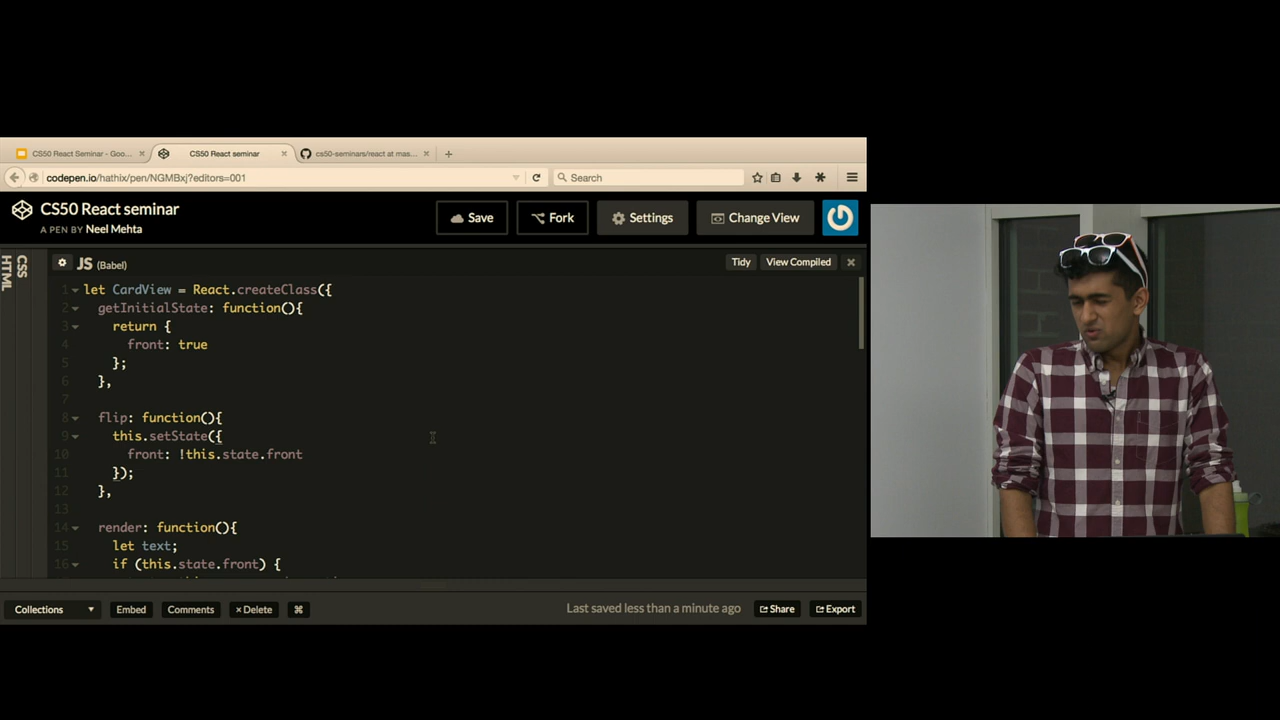 CS50 React Seminar - Goo...
CS50 React seminar
cs50-seminars/react at mas...
codepen.io/hathix/pen/NGMBxj?editors=001
Search
CS50 React seminar
A PEN BY Neel Mehta
Save
Fork
Settings
Change View
HTML
CSS
JS (Babel)
Tidy
View Compiled
1 let CardView = React.createClass({
2 getInitialState: function(){
3 return {
4 front: true
5 };
6 },
7
8 flip: function(){
9 this.setState({
10 front: !this.state.front
11 });
12 },
13
14 render: function(){
15 let text;
16 if (this.state.front) {
Collections
Embed
Comments
× Delete
⌘
Last saved less than a minute ago
Share
Export